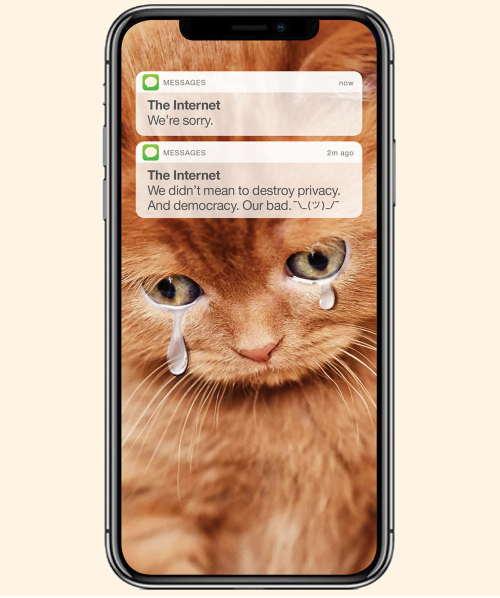 MESSAGES now
The Internet
We're sorry.
MESSAGES 2m ago
The Internet
We didn't mean to destroy privacy.
And democracy. Our bad. ¯\_(ツ)_/¯